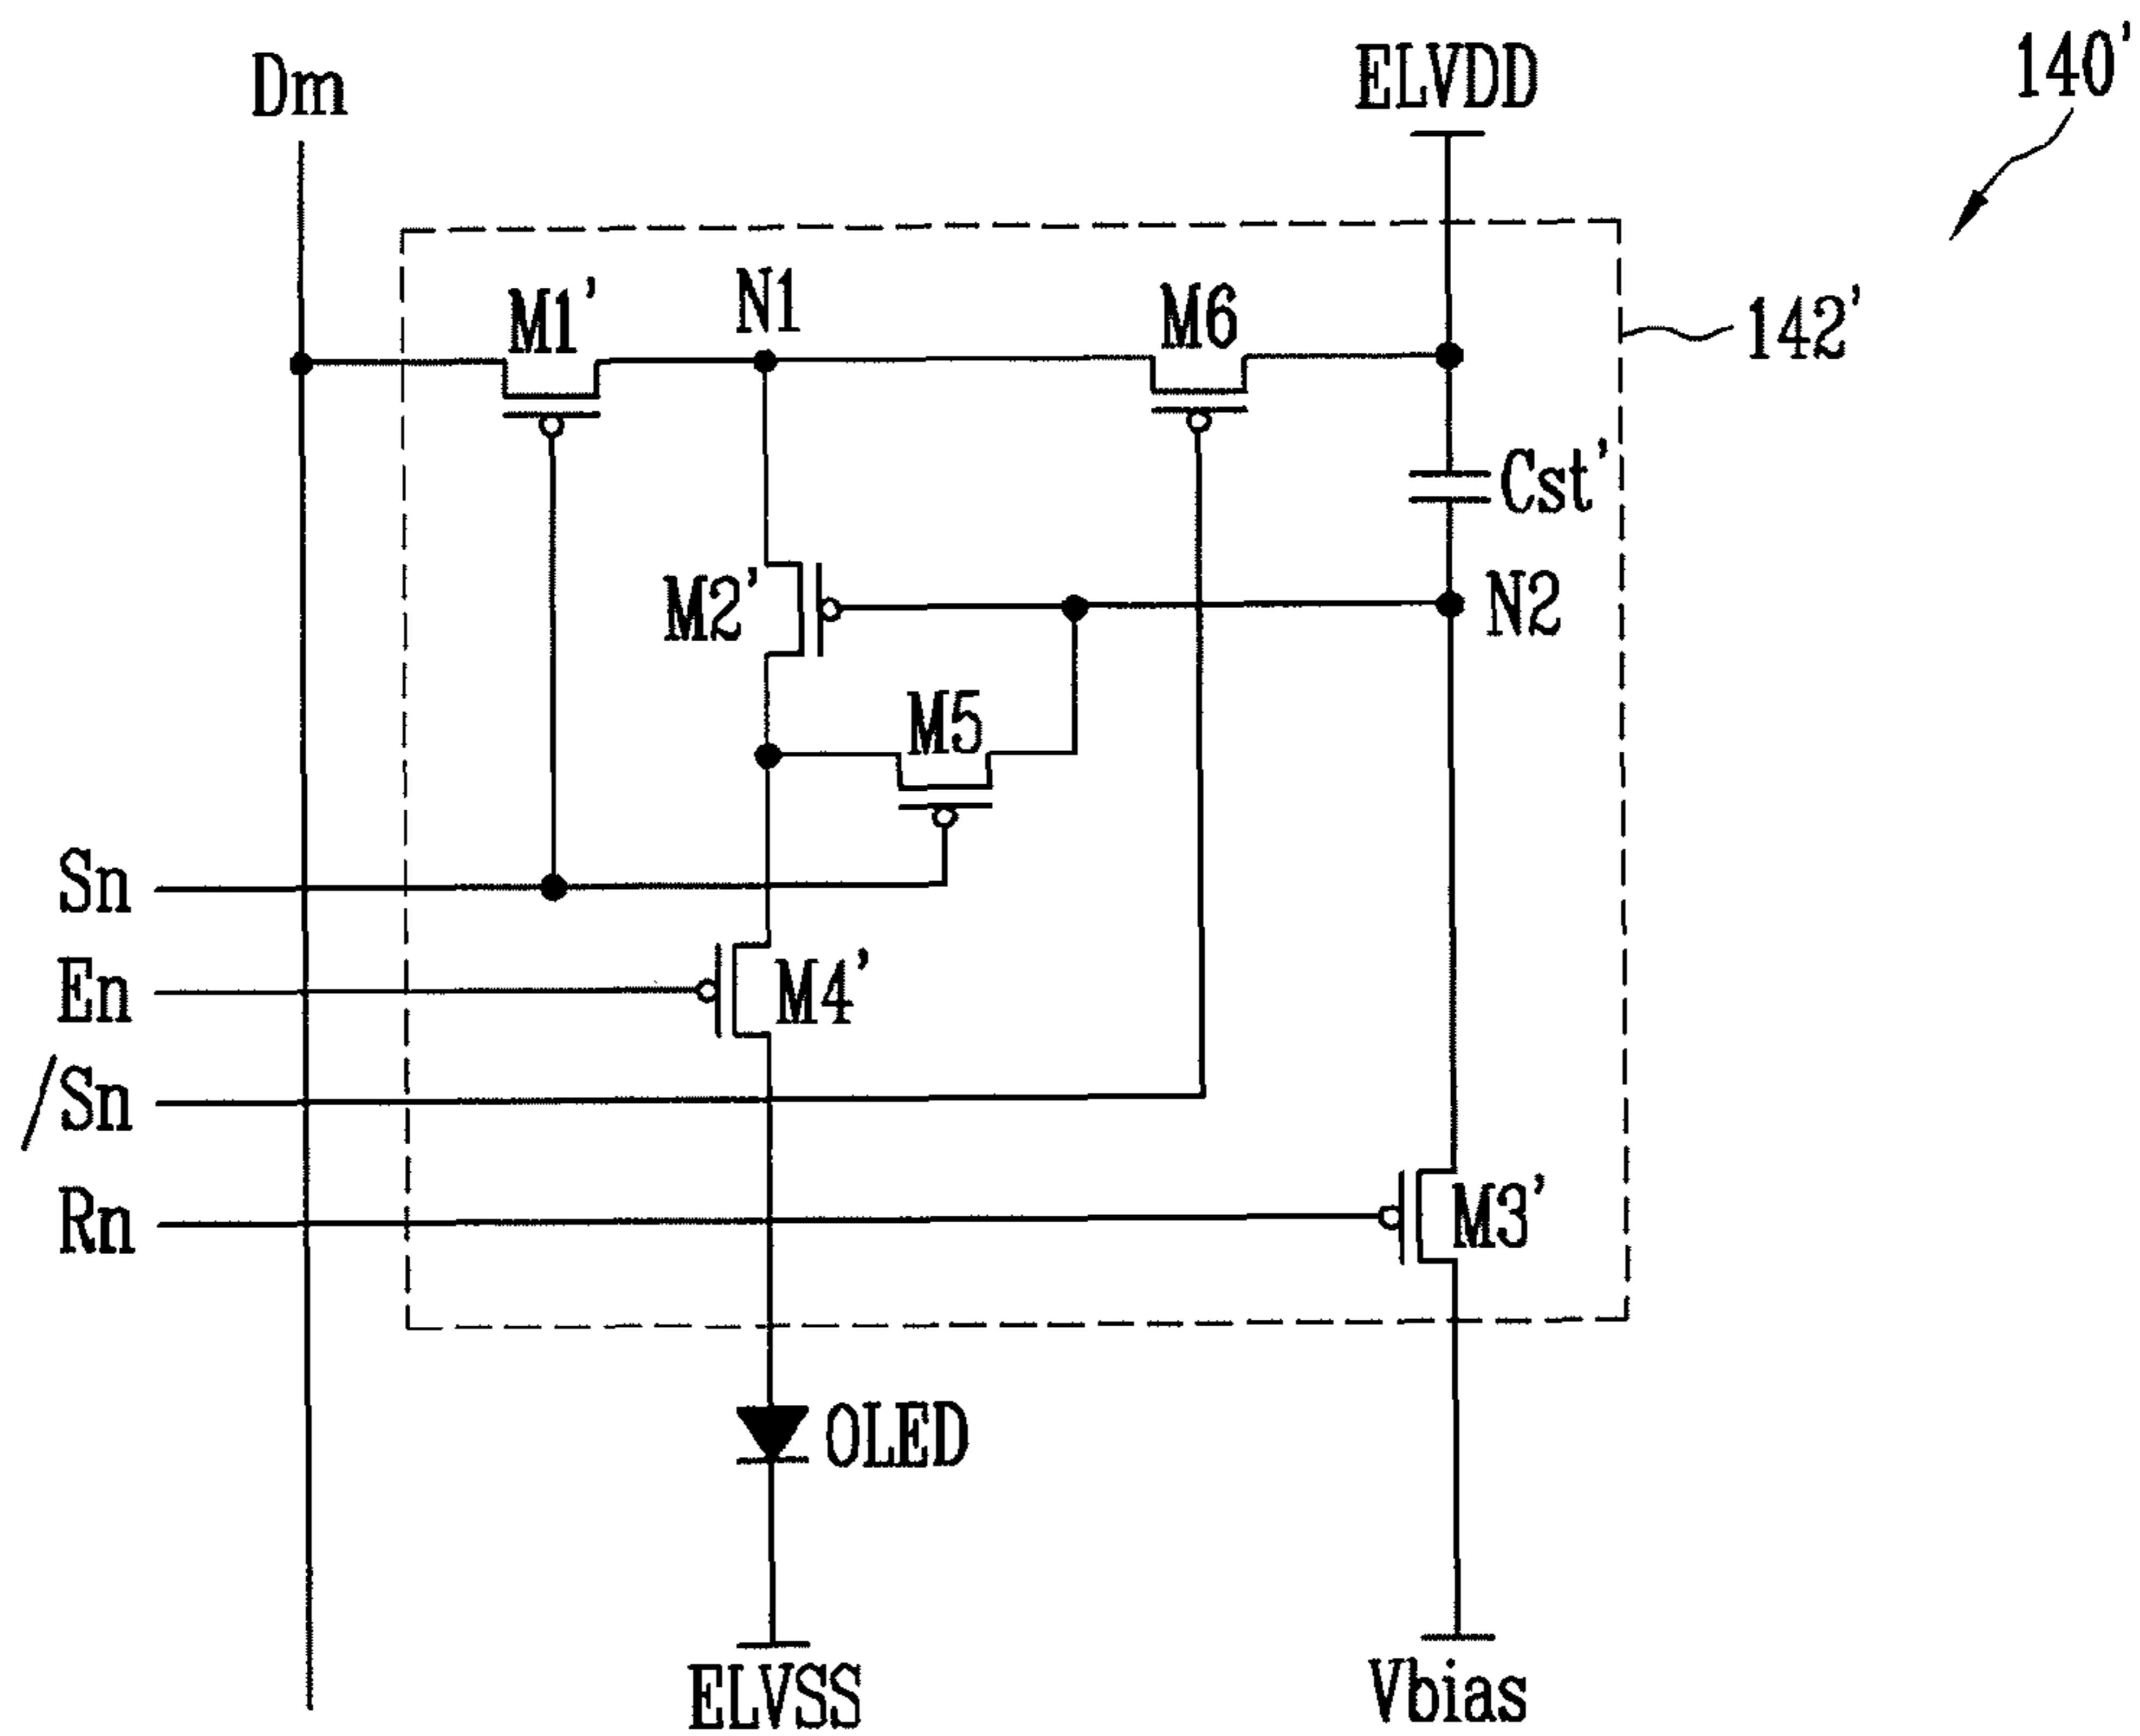 140'
Dm
ELVDD
M1'
N1
M6
142'
Cst'
M2'
N2
M5
Sn
En
M4'
/Sn
Rn
M3'
OLED
ELVSS
Vbias